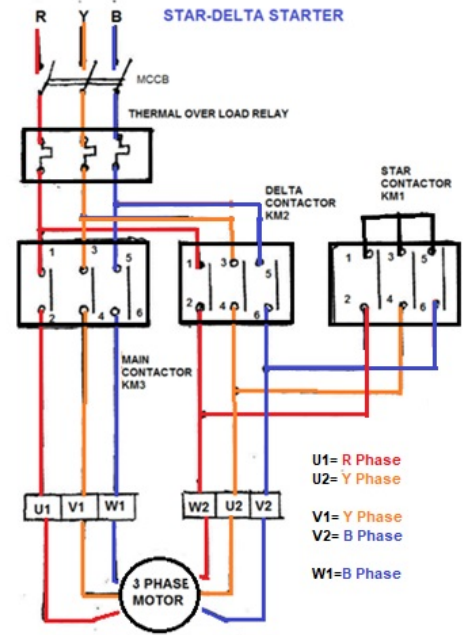 STAR-DELTA STARTER
R Y B
MCCB
THERMAL OVER LOAD RELAY
DELTA
CONTACTOR
KM2
STAR
CONTACTOR
KM1
1 3 5
2 4 6
1 3 5
2 4 6
1 3 5
2 4 6
MAIN
CONTACTOR
KM3
U1 V1 W1
W2 U2 V2
3 PHASE
MOTOR
U1= R Phase
U2= Y Phase
V1= Y Phase
V2= B Phase
W1=B Phase